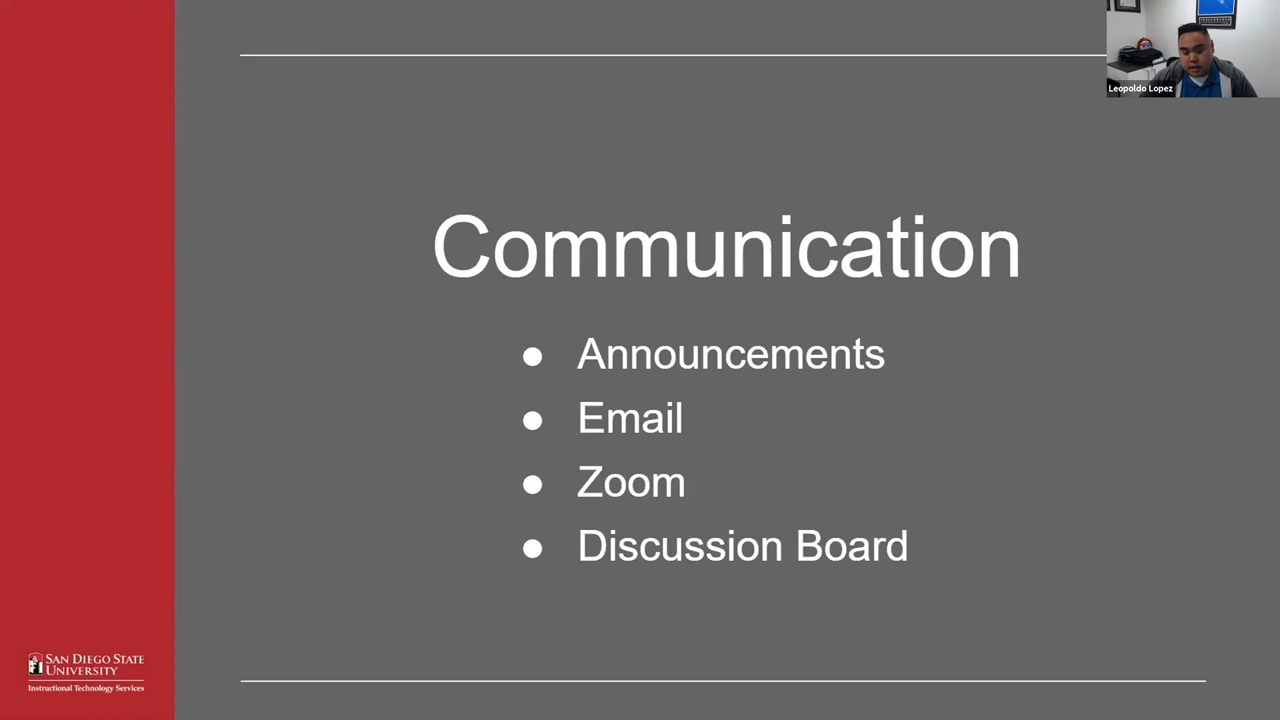 Leopoldo Lopez
Communication
● Announcements
● Email
● Zoom
● Discussion Board
SAN DIEGO STATE
UNIVERSITY
Instructional Technology Services